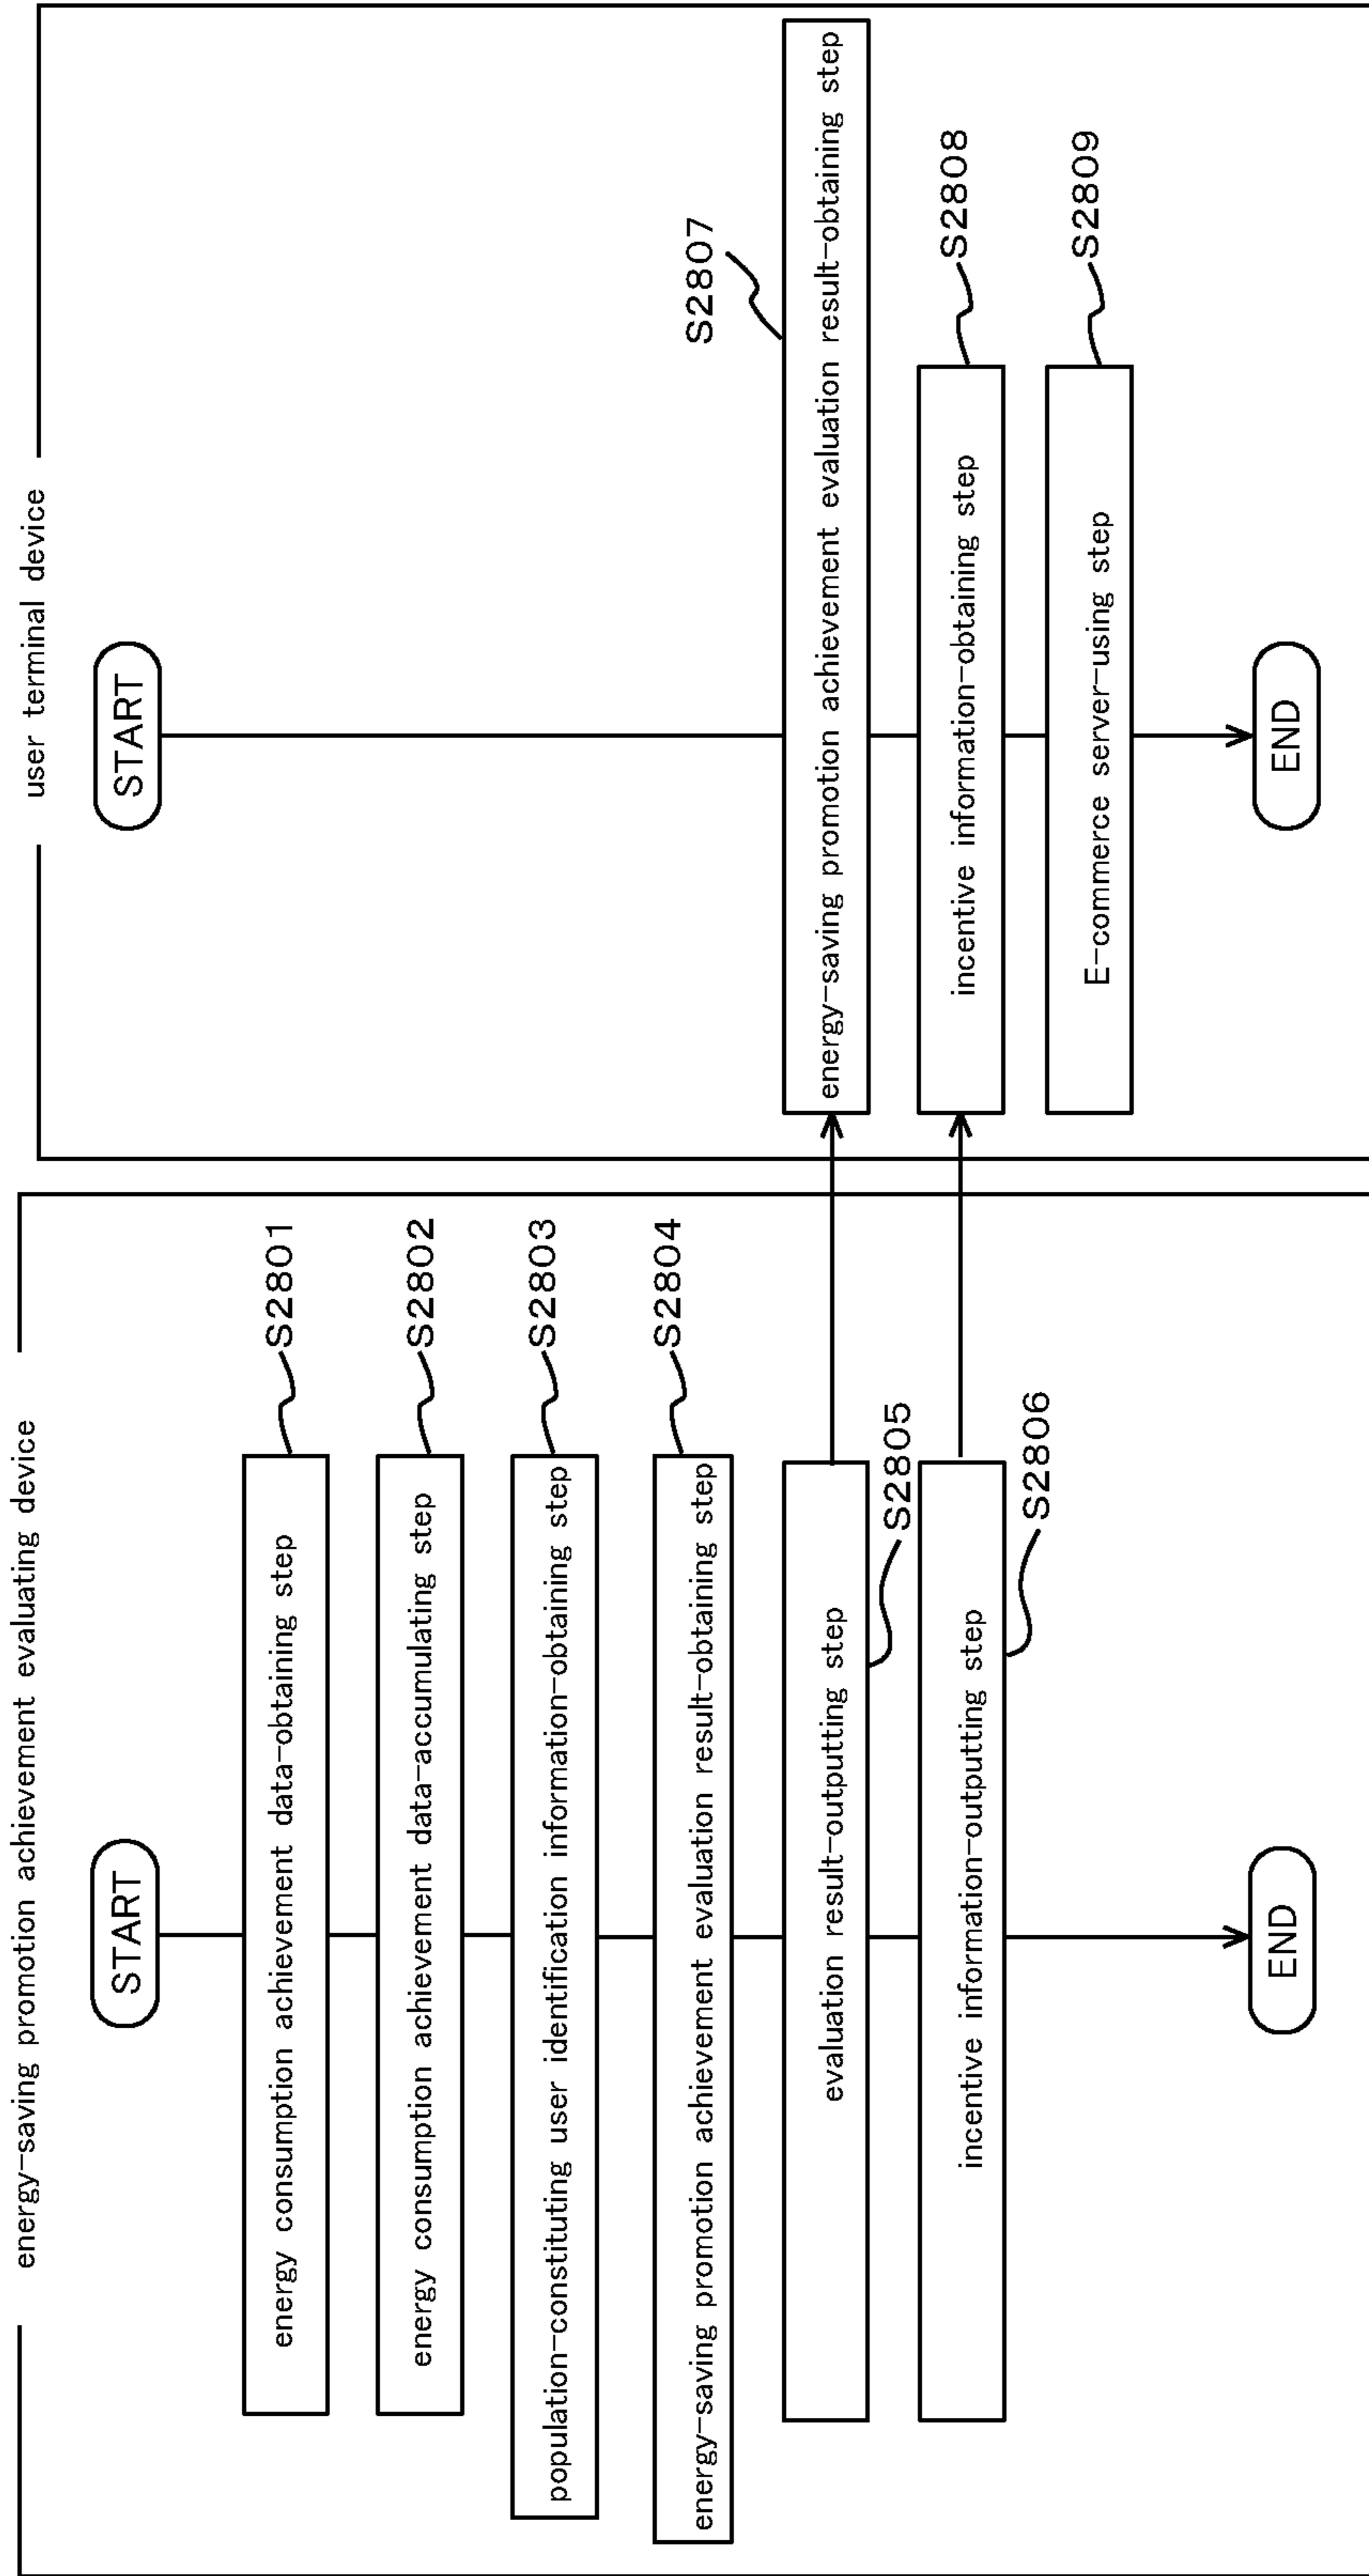 energy-saving promotion achievement evaluating device
START
energy consumption achievement data-obtaining step
S2801
energy consumption achievement data-accumulating step
S2802
population-constituting user identification information-obtaining step
S2803
energy-saving promotion achievement evaluation result-obtaining step
S2804
evaluation result-outputting step
S2805
incentive information-outputting step
S2806
END
user terminal device
START
S2807
energy-saving promotion achievement evaluation result-obtaining step
incentive information-obtaining step
S2808
E-commerce server-using step
S2809
END